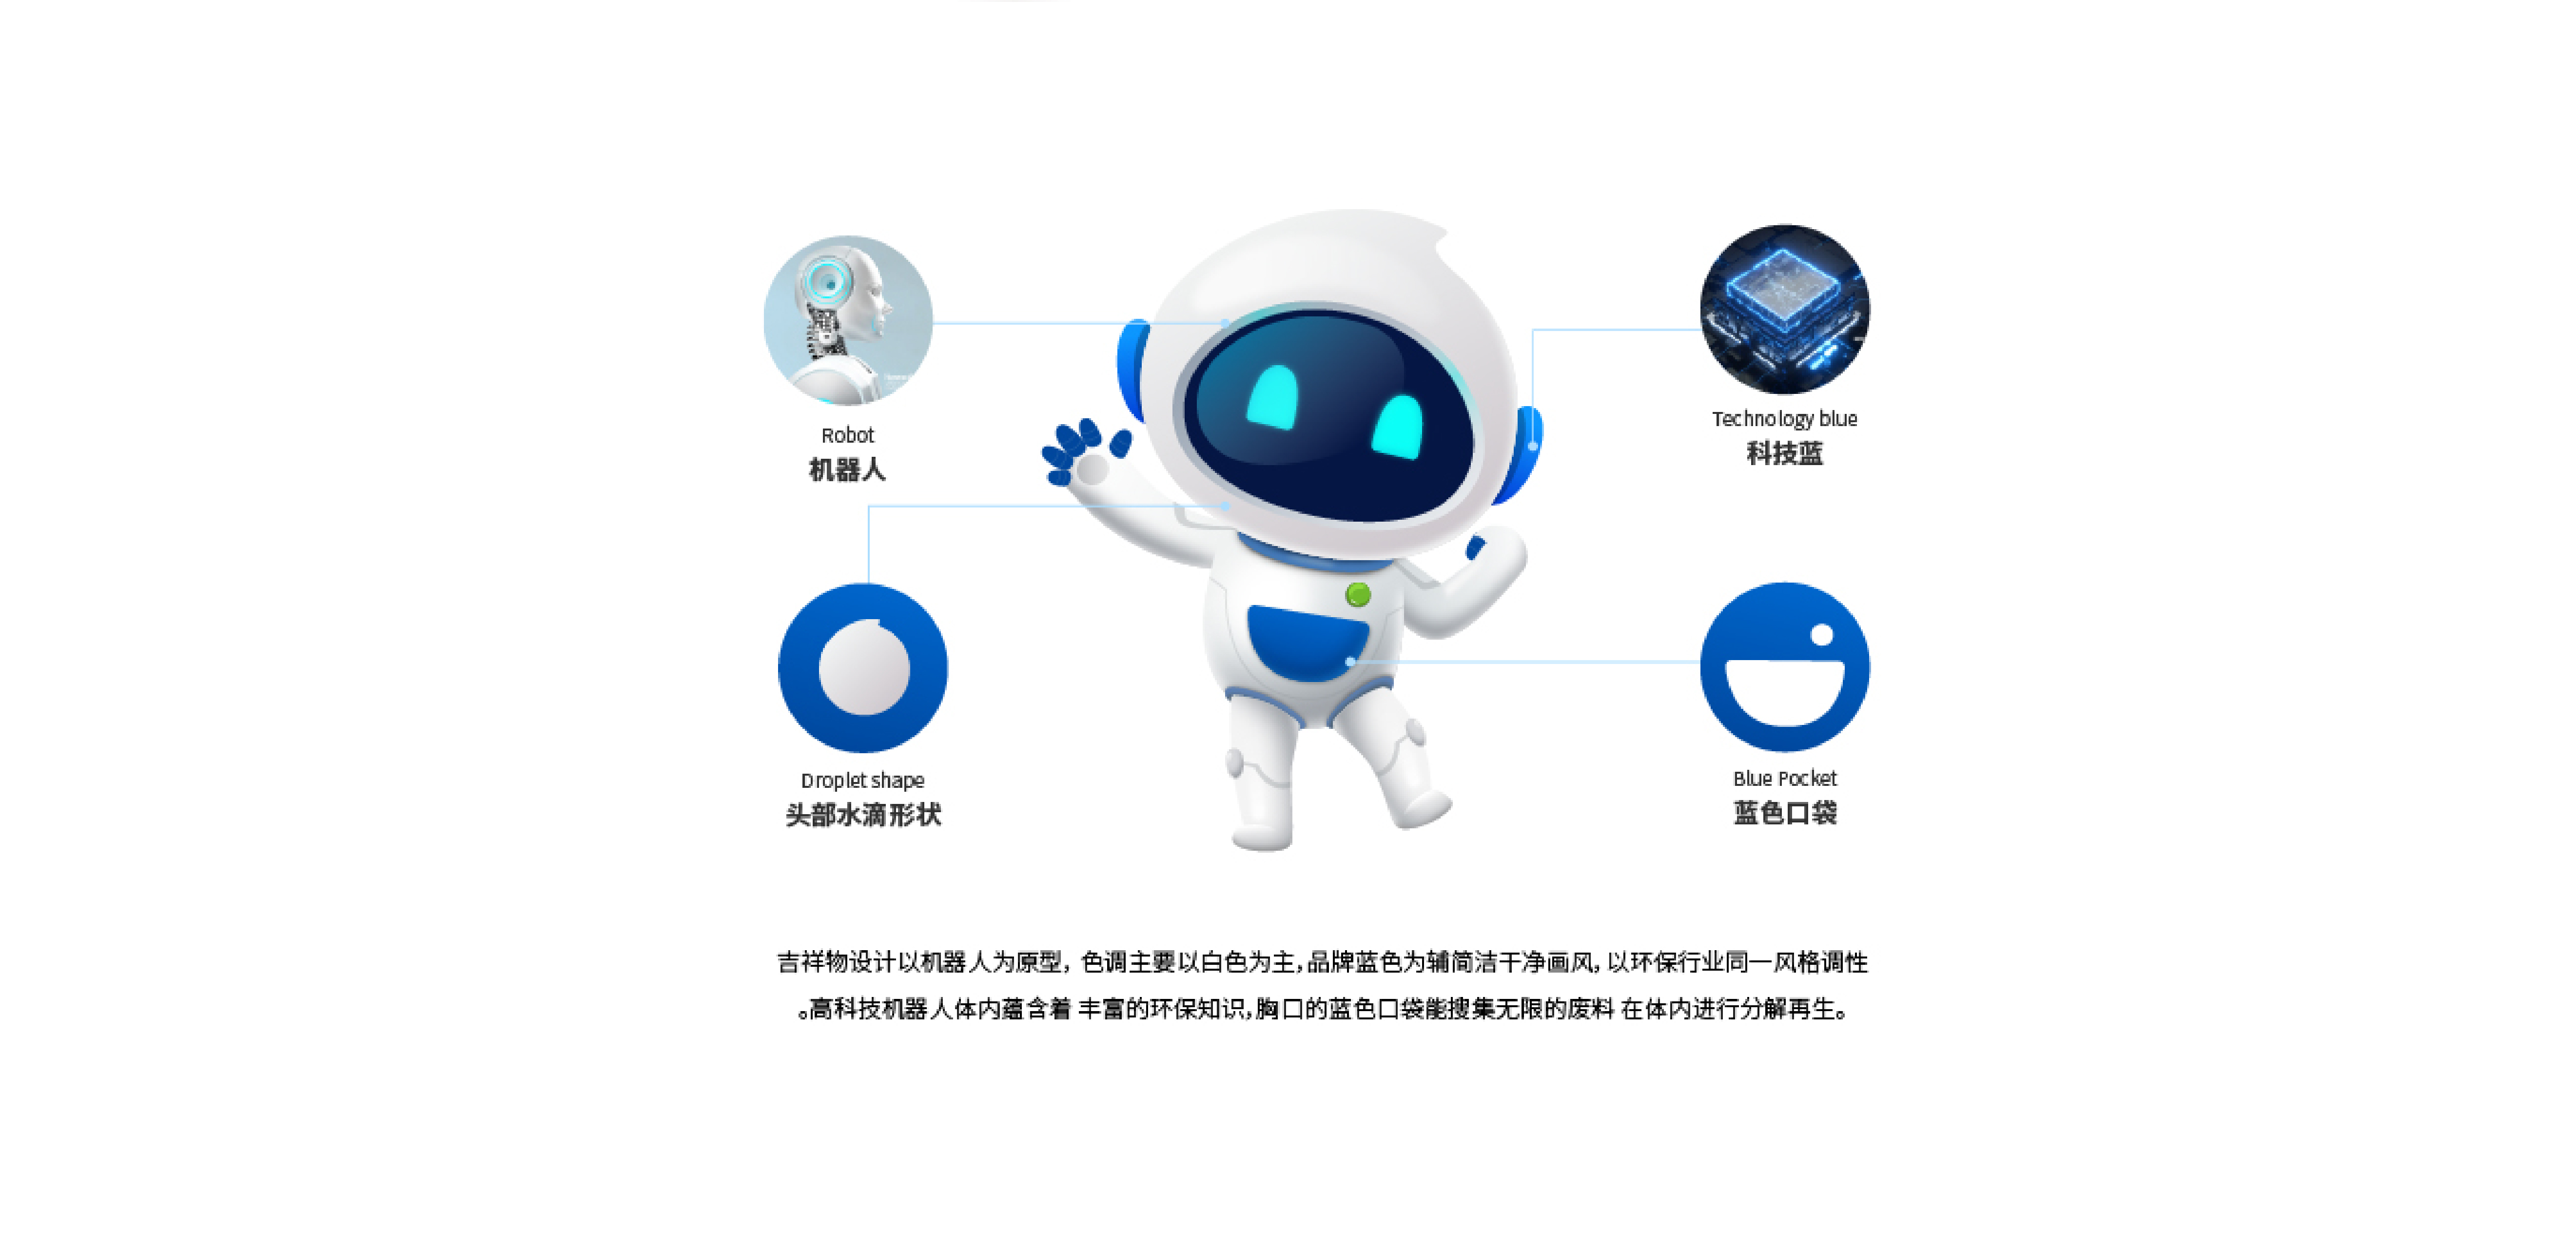 Robot
机器人
Technology blue
科技蓝
Droplet shape
头部水滴形状
Blue Pocket
蓝色口袋
吉祥物设计以机器人为原型，色调主要以白色为主，品牌蓝色为辅简洁干净画风，以环保行业同一风格调性
。高科技机器人体内蕴含着 丰富的环保知识，胸口的蓝色口袋能搜集无限的废料 在体内进行分解再生。